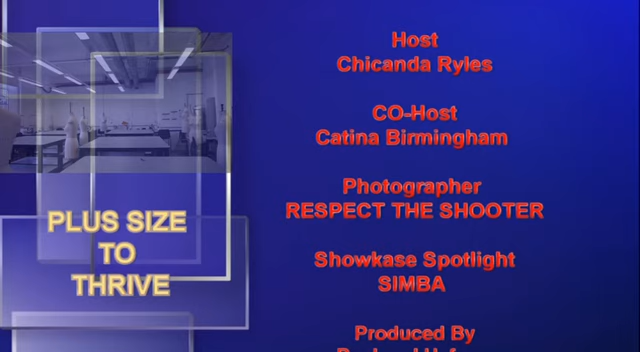 PLUS SIZE
TO
THRIVE
Host
Chicanda Ryles
CO-Host
Catina Birmingham
Photographer
RESPECT THE SHOOTER
Showkase Spotlight
SIMBA
Produced By